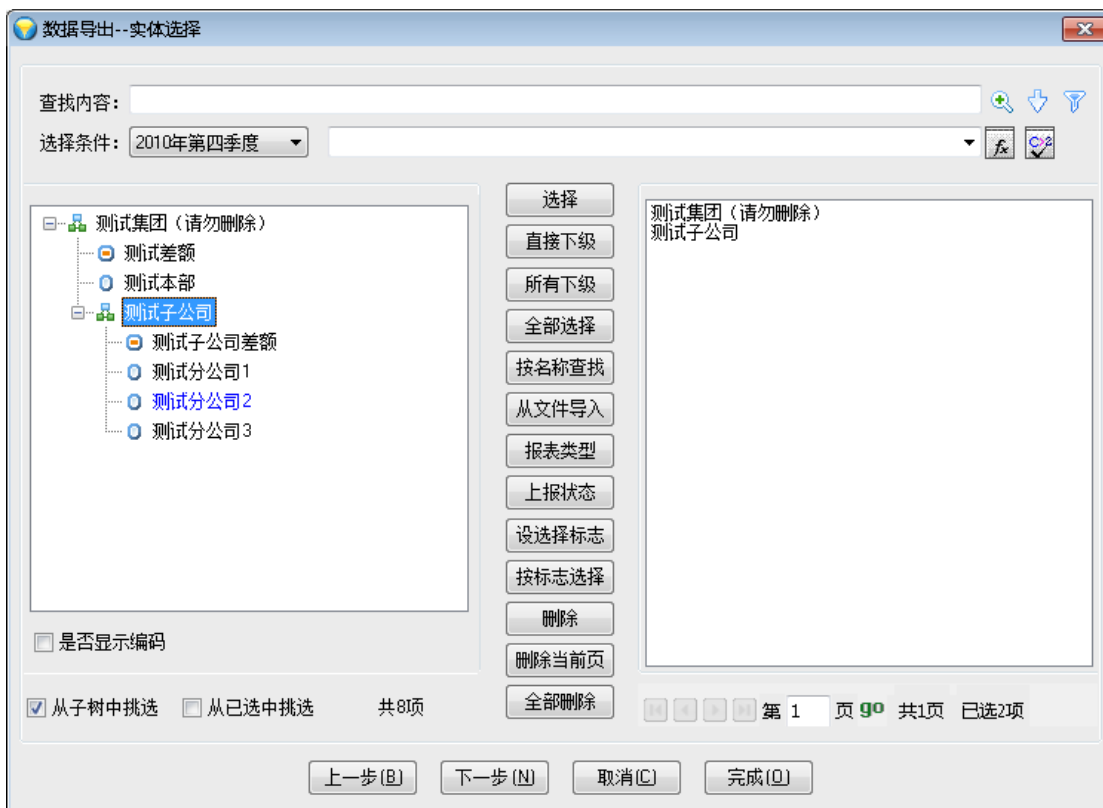 数据导出--实体选择
查找内容：
选择条件： 2010年第四季度
测试集团（请勿删除）
测试差额
测试本部
测试子公司
测试子公司差额
测试分公司1
测试分公司2
测试分公司3
是否显示编码
从子树中挑选 从已选中挑选 共8项
选择
直接下级
所有下级
全部选择
按名称查找
从文件导入
报表类型
上报状态
设选择标志
按标志选择
删除
删除当前页
全部删除
测试集团（请勿删除）
测试子公司
第 1 页 go 共1页 已选2项
上一步(B) 下一步(N) 取消(C) 完成(O)